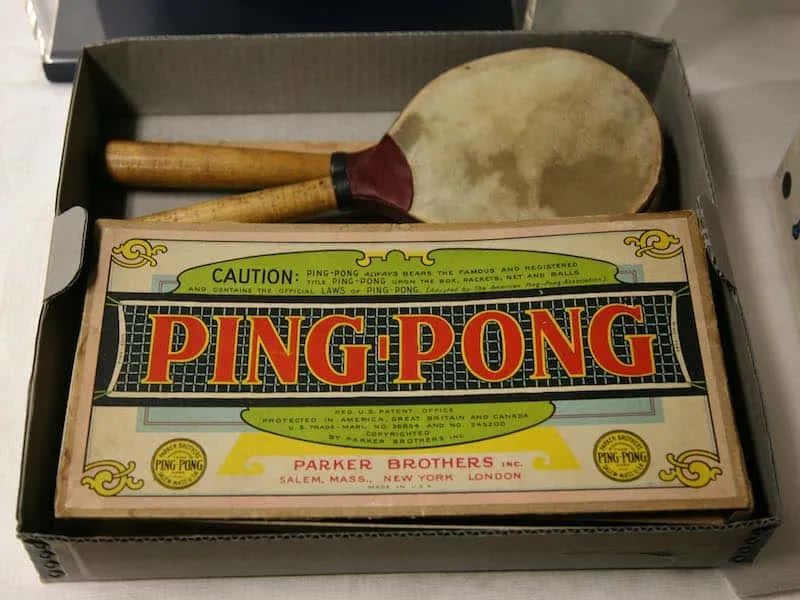 CAUTION: PING-PONG ALWAYS BEARS THE FAMOUS AND REGISTERED
TITLE PING-PONG UPON THE BOX, RACKETS, NET AND BALLS
AND CONTAINS THE OFFICIAL LAWS OF PING-PONG. (Adopted by The American Ping-Pong Association)
PING-PONG
REG. U.S. PATENT OFFICE
PROTECTED IN AMERICA, GREAT BRITAIN AND CANADA
U.S. TRADE-MARK NO. 36854 AND NO. 245200
COPYRIGHTED
BY PARKER BROTHERS INC
PARKER BROTHERS
PING-PONG
SALEM MASS U.S.A.
PARKER BROTHERS INC.
SALEM, MASS., NEW YORK LONDON
MADE IN U.S.A.
PARKER BROTHERS
PING-PONG
SALEM MASS U.S.A.